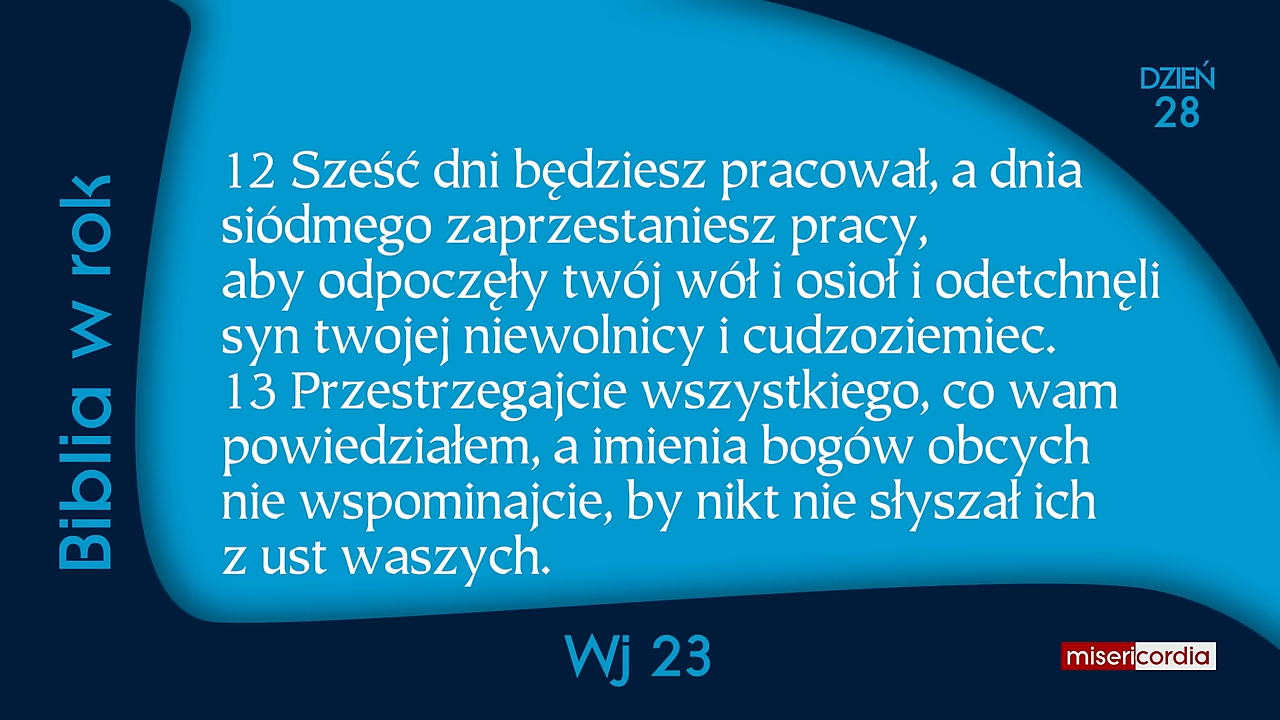 DZIEŃ
28
Biblia w rok
12 Sześć dni będziesz pracował, a dnia
siódmego zaprzestaniesz pracy,
aby odpoczęły twój wół i osioł i odetchnęli
syn twojej niewolnicy i cudzoziemiec.
13 Przestrzegajcie wszystkiego, co wam
powiedziałem, a imienia bogów obcych
nie wspominajcie, by nikt nie słyszał ich
z ust waszych.
Wj 23
misericordia